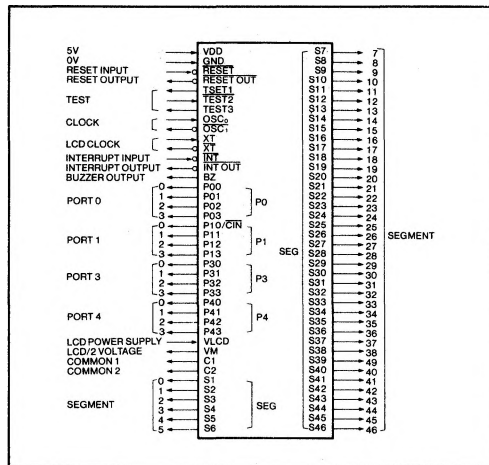 5V VDD S7 7
0V GND S8 8
RESET INPUT RESET S9 9
RESET OUTPUT RESET OUT S10 10
TSET1 S11 11
TEST TEST2 S12 12
TEST3 S13 13
CLOCK OSC₀ S14 14
OSC₁ S15 15
LCD CLOCK XT S16 16
XT S17 17
INTERRUPT INPUT INT S18 18
INTERRUPT OUTPUT INT OUT S19 19
BUZZER OUTPUT BZ S20 20
0 P00 S21 21
PORT 0 1 P01 P0 S22 22
2 P02 S23 23
3 P03 S24 24
0 P10/CIN S25 25
PORT 1 1 P11 P1 S26 26
2 P12 SEG S27 27 SEGMENT
3 P13 S28 28
0 P30 S29 29
PORT 3 1 P31 P3 S30 30
2 P32 S31 31
3 P33 S32 32
0 P40 S33 33
PORT 4 1 P41 P4 S34 34
2 P42 S35 35
3 P43 S36 36
LCD POWER SUPPLY VLCD S37 37
LCD/2 VOLTAGE VM S38 38
COMMON 1 C1 S39 39
COMMON 2 C2 S40 40
0 S1 S41 41
1 S2 S42 42
SEGMENT 2 S3 SEG S43 43
3 S4 S44 44
4 S5 S45 45
5 S6 S46 46